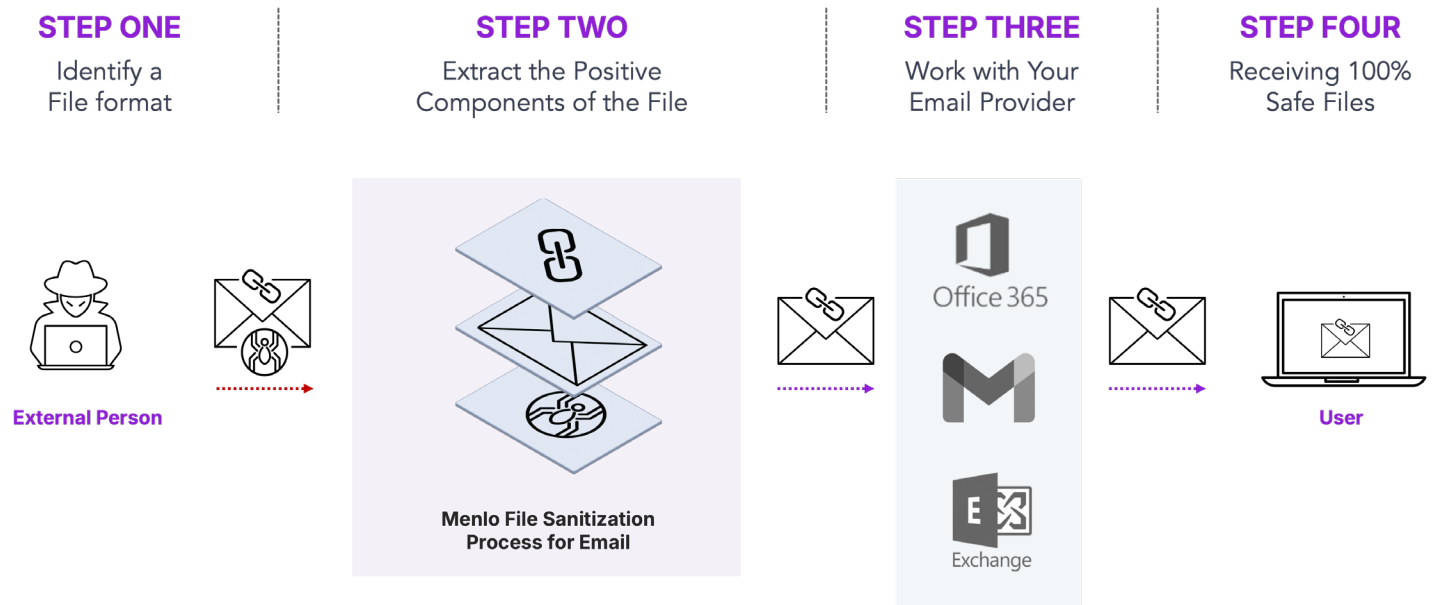 STEP ONE
Identify a
File format
STEP TWO
Extract the Positive
Components of the File
STEP THREE
Work with Your
Email Provider
STEP FOUR
Receiving 100%
Safe Files
External Person
Menlo File Sanitization
Process for Email
Office 365
E
Exchange
User